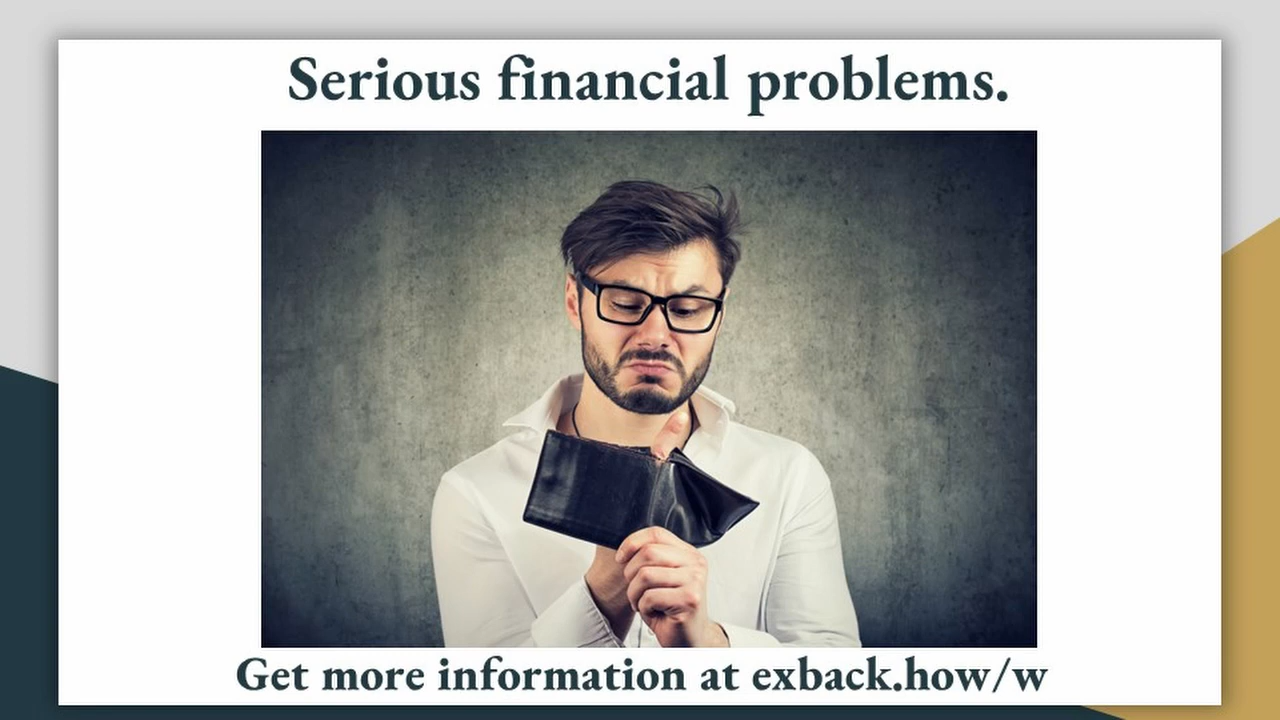 Serious financial problems.
Get more information at exback.how/w